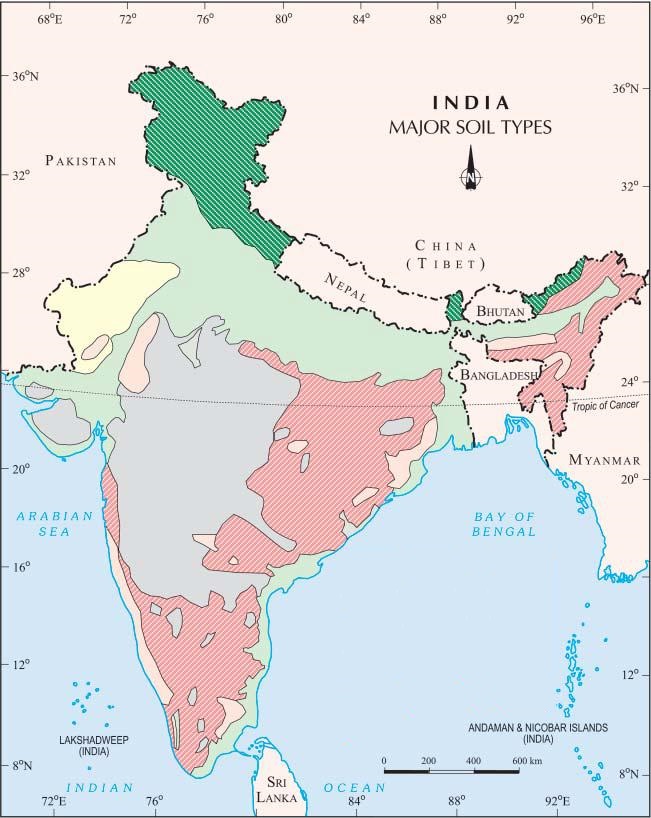 68°E 72° 76° 80° 84° 88° 92° 96°E
36°N
36°N
INDIA
MAJOR SOIL TYPES
N
PAKISTAN
32°
32°
CHINA
(TIBET)
28°
28°
NEPAL
BHUTAN
BANGLADESH
24°
Tropic of Cancer
MYANMAR
20°
20°
ARABIAN
SEA
BAY OF
BENGAL
16°
16°
12°
12°
LAKSHADWEEP
(INDIA)
ANDAMAN & NICOBAR ISLANDS
(INDIA)
0 200 400 600 km
8°N
8°N
SRI
LANKA
INDIAN OCEAN
72°E 76° 84° 88° 92°E